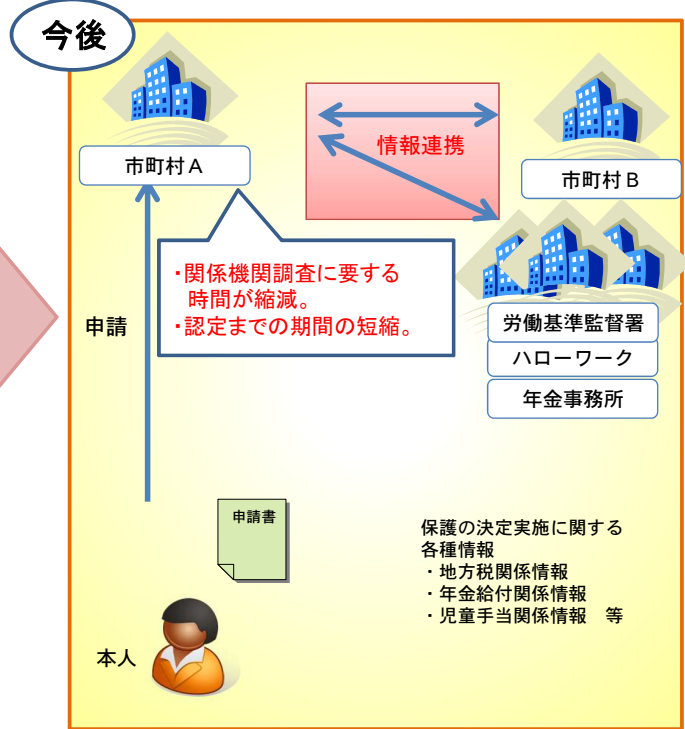 今後
市町村A
情報連携
市町村B
・関係機関調査に要する
時間が縮減。
・認定までの期間の短縮。
労働基準監督署
ハローワーク
年金事務所
申請
申請書
保護の決定実施に関する
各種情報
・地方税関係情報
・年金給付関係情報
・児童手当関係情報　等
本人